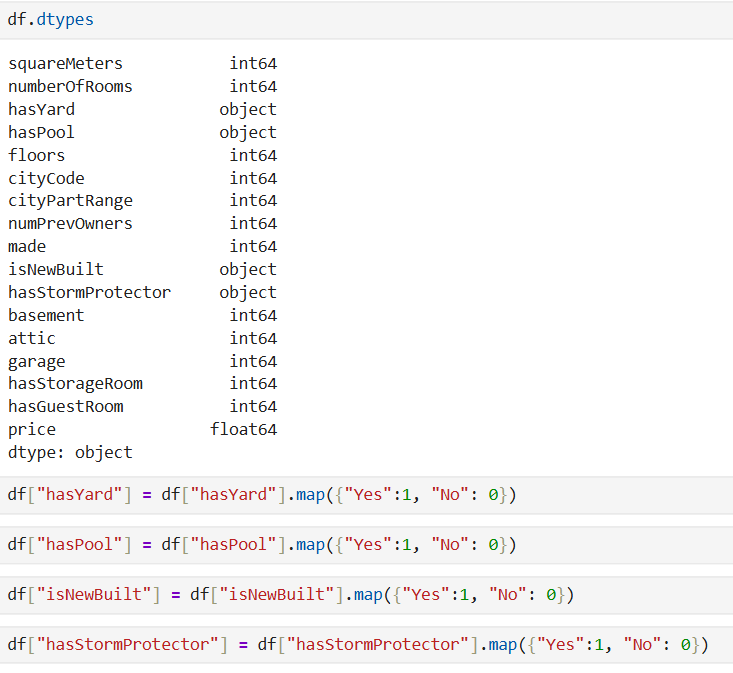 df.dtypes
squareMeters int64
numberOfRooms int64
hasYard object
hasPool object
floors int64
cityCode int64
cityPartRange int64
numPrevOwners int64
made int64
isNewBuilt object
hasStormProtector object
basement int64
attic int64
garage int64
hasStorageRoom int64
hasGuestRoom int64
price float64
dtype: object
df["hasYard"] = df["hasYard"].map({"Yes":1, "No": 0})
df["hasPool"] = df["hasPool"].map({"Yes":1, "No": 0})
df["isNewBuilt"] = df["isNewBuilt"].map({"Yes":1, "No": 0})
df["hasStormProtector"] = df["hasStormProtector"].map({"Yes":1, "No": 0})